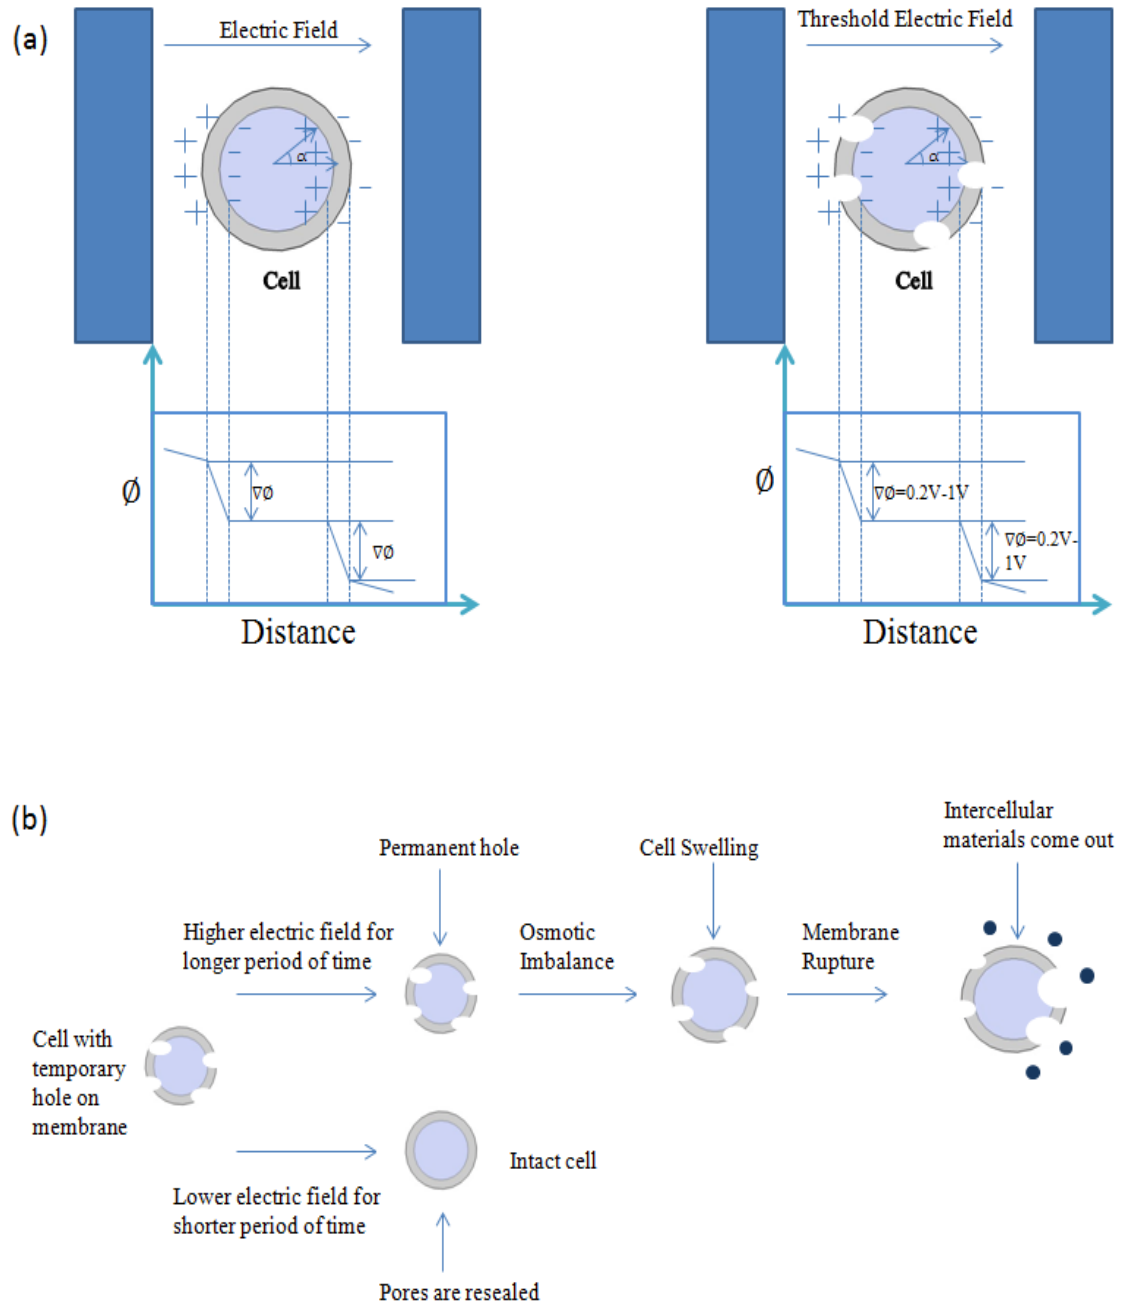 (a)
Electric Field
+
+
+
+
-
-
-
-
+
+
+
+
-
-
-
-
α
Cell
Ø
∇Ø
∇Ø
Distance
Threshold Electric Field
+
+
+
+
-
-
-
-
+
+
+
+
-
-
-
-
α
Cell
Ø
∇Ø=0.2V-1V
∇Ø=0.2V-
1V
Distance
(b)
Cell with
temporary
hole on
membrane
Higher electric field for
longer period of time
Permanent hole
Osmotic
Imbalance
Cell Swelling
Membrane
Rupture
Intercellular
materials come out
Lower electric field for
shorter period of time
Intact cell
Pores are resealed